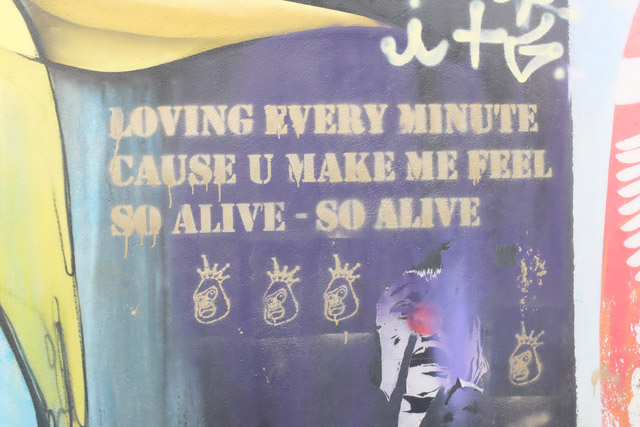 LOVING EVERY MINUTE
CAUSE U MAKE ME FEEL
SO ALIVE - SO ALIVE